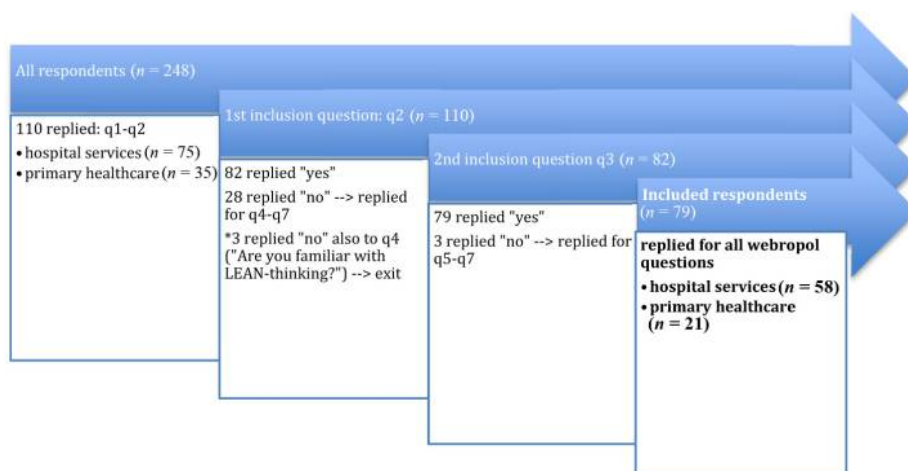 All respondents (n = 248)
110 replied: q1-q2
•hospital services (n = 75)
•primary healthcare (n = 35)
1st inclusion question: q2 (n = 110)
82 replied "yes"
28 replied "no" --> replied
for q4-q7
*3 replied "no" also to q4
("Are you familiar with
LEAN-thinking?") --> exit
2nd inclusion question q3 (n = 82)
79 replied "yes"
3 replied "no" --> replied for
q5-q7
Included respondents
(n = 79)
replied for all webropol
questions
•hospital services (n = 58)
•primary healthcare
(n = 21)